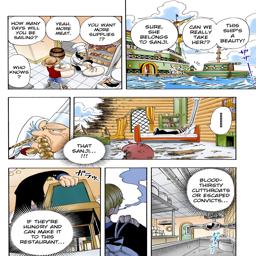 HOW MANY
DAYS WILL
YOU BE
SAILING?
YEAH.
MORE
MEAT.
YOU WANT
MORE
SUPPLIES
!?
WHO
KNOWS
?
SURE,
SHE
BELONGS
TO SANJI.
CAN WE
REALLY
TAKE
HER!?
THIS
SHIP'S
A
BEAUTY!
THAT
SANJI...
...!!!
IF THEY'RE
HUNGRY AND
CAN MAKE IT
TO THIS
RESTAURANT...
BLOOD-
THIRSTY
CUTTHROATS
OR ESCAPED
CONVICTS...